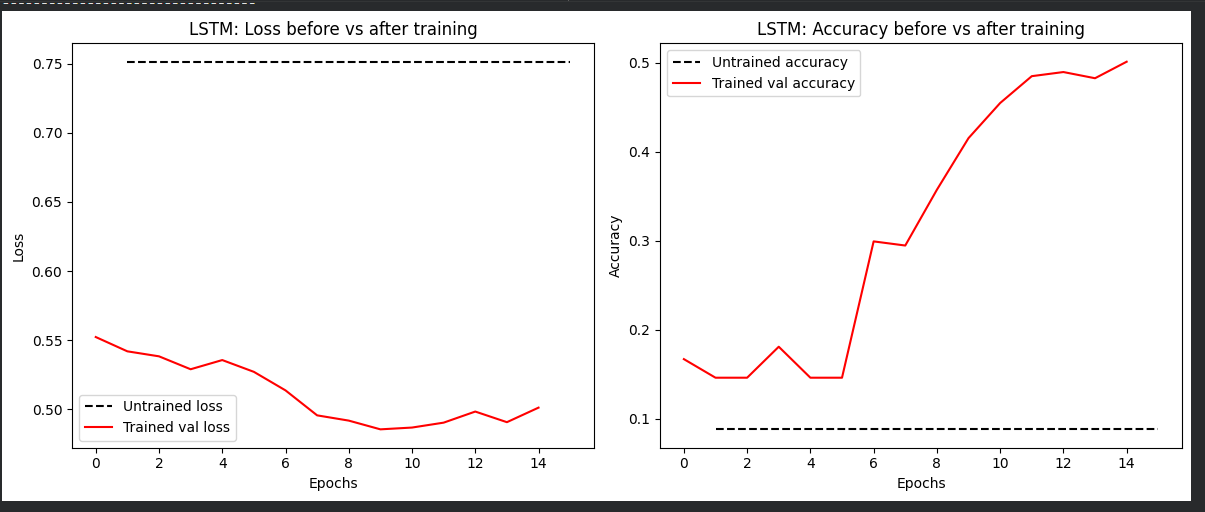 LSTM: Loss before vs after training
0.75
0.70
0.65
0.60
0.55
0.50
Loss
Untrained loss
Trained val loss
0 2 4 6 8 10 12 14
Epochs
LSTM: Accuracy before vs after training
Untrained accuracy
Trained val accuracy
0.5
0.4
0.3
0.2
0.1
Accuracy
0 2 4 6 8 10 12 14
Epochs